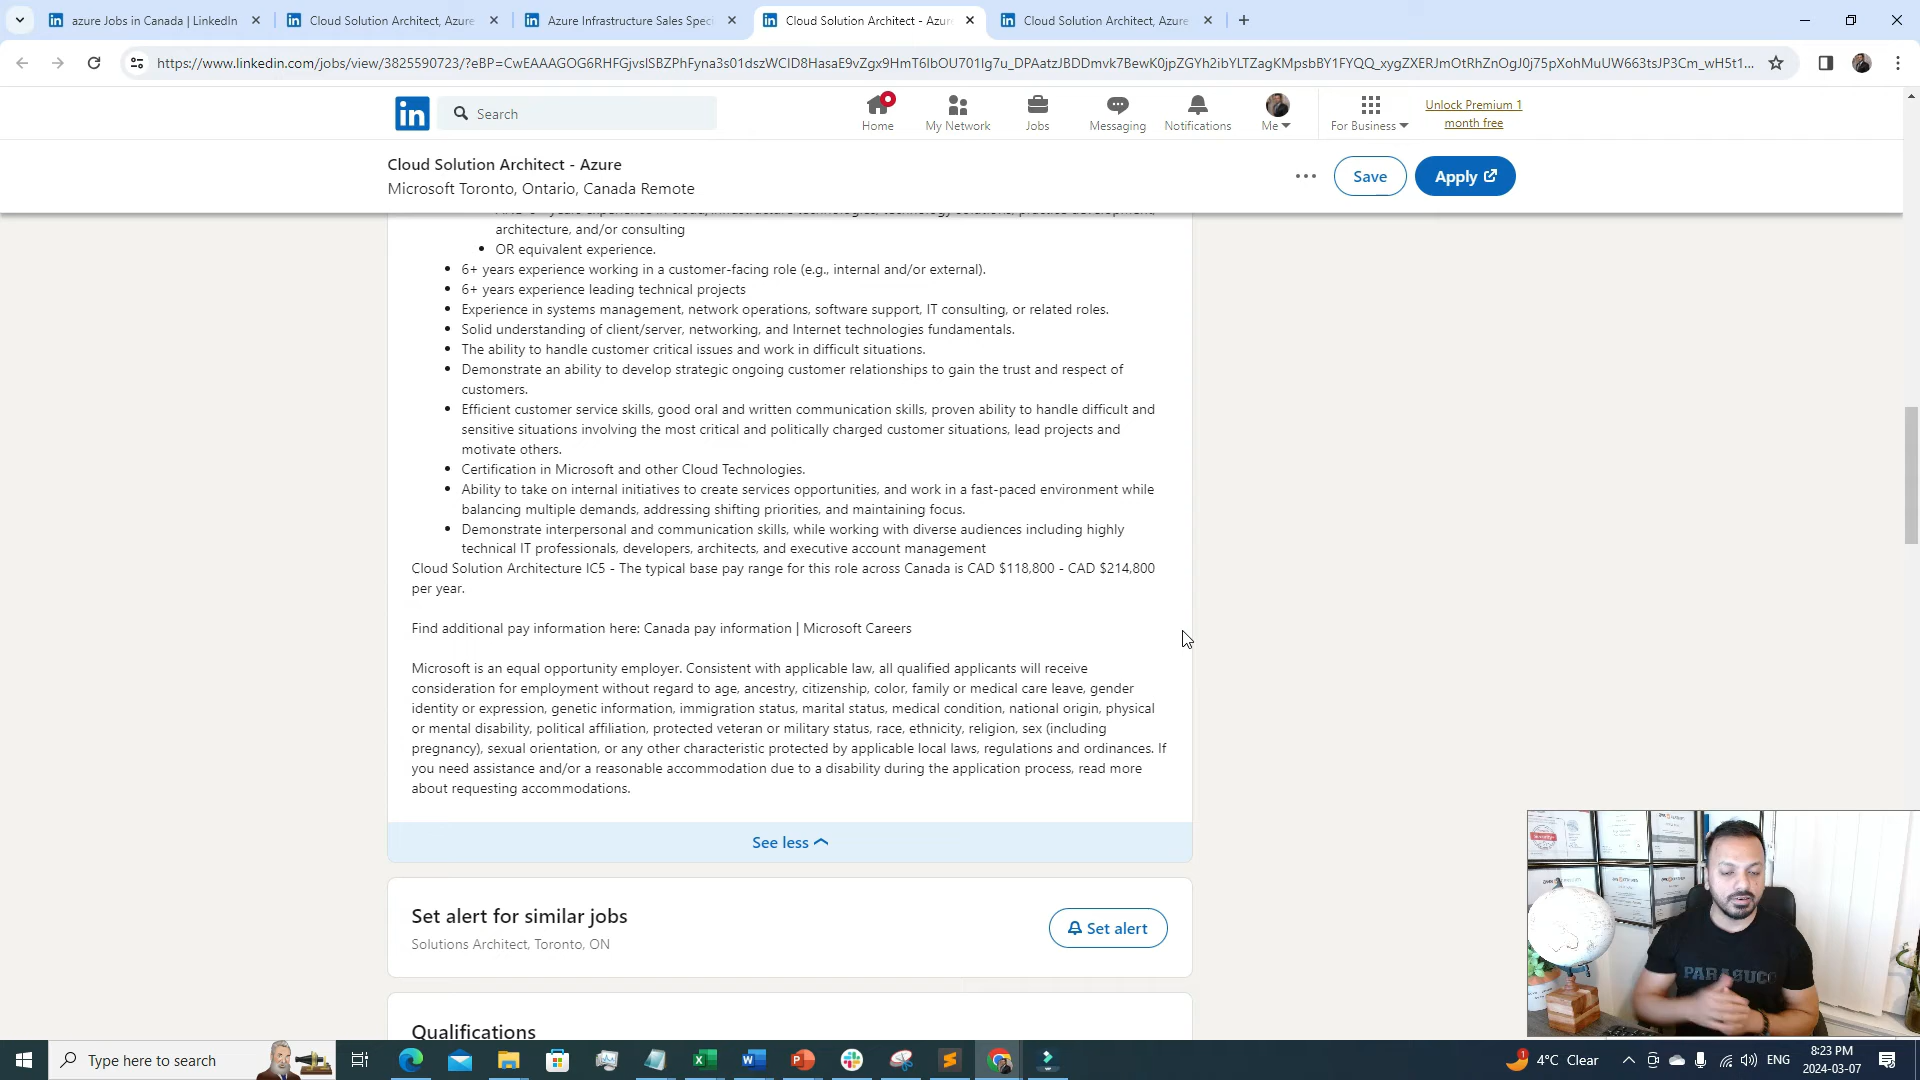 azure Jobs in Canada | LinkedIn
Cloud Solution Architect, Azure
Azure Infrastructure Sales Speci
Cloud Solution Architect - Azur
Cloud Solution Architect, Azure
in
Search
Home
My Network
Jobs
Messaging
Notifications
Me
For Business
Unlock Premium 1
month free
Cloud Solution Architect - Azure
Microsoft Toronto, Ontario, Canada Remote
Save
Apply
architecture, and/or consulting
• OR equivalent experience.
• 6+ years experience working in a customer-facing role (e.g., internal and/or external).
• 6+ years experience leading technical projects
• Experience in systems management, network operations, software support, IT consulting, or related roles.
• Solid understanding of client/server, networking, and Internet technologies fundamentals.
• The ability to handle customer critical issues and work in difficult situations.
• Demonstrate an ability to develop strategic ongoing customer relationships to gain the trust and respect of
customers.
• Efficient customer service skills, good oral and written communication skills, proven ability to handle difficult and
sensitive situations involving the most critical and politically charged customer situations, lead projects and
motivate others.
• Certification in Microsoft and other Cloud Technologies.
• Ability to take on internal initiatives to create services opportunities, and work in a fast-paced environment while
balancing multiple demands, addressing shifting priorities, and maintaining focus.
• Demonstrate interpersonal and communication skills, while working with diverse audiences including highly
technical IT professionals, developers, architects, and executive account management
Cloud Solution Architecture IC5 - The typical base pay range for this role across Canada is CAD $118,800 - CAD $214,800
per year.
Find additional pay information here: Canada pay information | Microsoft Careers
Microsoft is an equal opportunity employer. Consistent with applicable law, all qualified applicants will receive
consideration for employment without regard to age, ancestry, citizenship, color, family or medical care leave, gender
identity or expression, genetic information, immigration status, marital status, medical condition, national origin, physical
or mental disability, political affiliation, protected veteran or military status, race, ethnicity, religion, sex (including
pregnancy), sexual orientation, or any other characteristic protected by applicable local laws, regulations and ordinances. If
you need assistance and/or a reasonable accommodation due to a disability during the application process, read more
about requesting accommodations.
See less
Set alert for similar jobs
Solutions Architect, Toronto, ON
Set alert
Qualifications
PARASUCO
Type here to search
1
4°C Clear
ENG
8:23 PM
2024-03-07